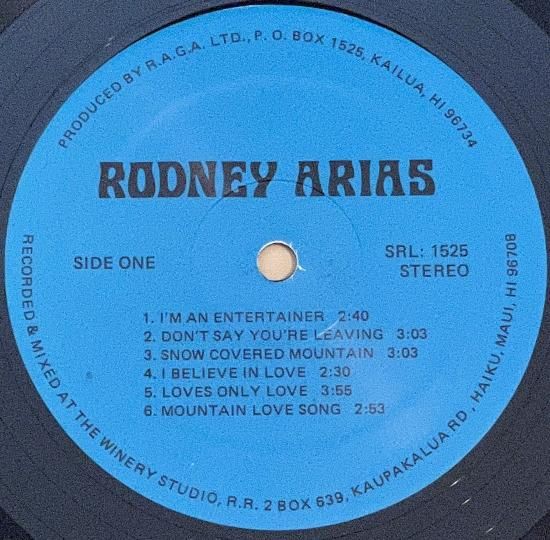 PRODUCED BY R.A.G.A. LTD., P. O. BOX 1525, KAILUA, HI 96734
RODNEY ARIAS
SIDE ONE
SRL: 1525
STEREO
1. I'M AN ENTERTAINER 2:40
2. DON'T SAY YOU'RE LEAVING 3:03
3. SNOW COVERED MOUNTAIN 3:03
4. I BELIEVE IN LOVE 2:30
5. LOVES ONLY LOVE 3:55
6. MOUNTAIN LOVE SONG 2:53
RECORDED & MIXED AT THE WINERY STUDIO, R.R. 2 BOX 639, KAUPAKALUA RD., HAIKU, MAUI, HI 96708